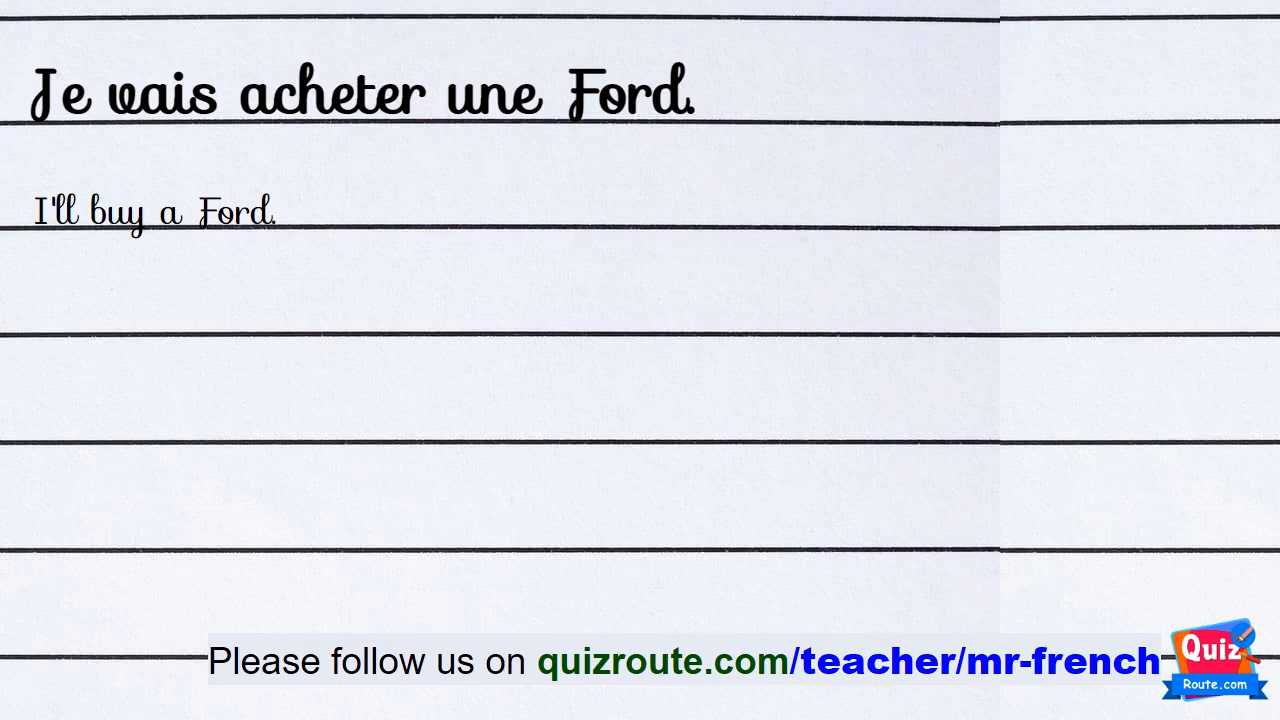 Je vais acheter une Ford.
I'll buy a Ford.
Please follow us on quizroute.com/teacher/mr-french
Quiz
Route.com